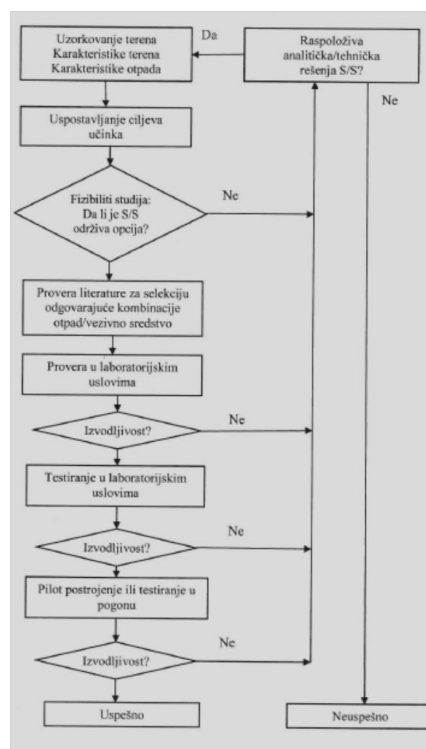 Uzorkovanje terena
Karakteristike terena
Karakteristike otpada
Da
Raspoloživa
analitička/tehnička
rešenja S/S?
Ne
Uspostavljanje ciljeva
učinka
Fizibiliti studija:
Da li je S/S
održiva opcija?
Ne
Provera literature za selekciju
odgovarajuće kombinacije
otpad/vezivno sredstvo
Provera u laboratorijskim
uslovima
Izvodljivost?
Ne
Testiranje u laboratorijskim
uslovima
Izvodljivost?
Ne
Pilot postrojenje ili testiranje u
pogonu
Izvodljivost?
Ne
Uspešno
Neuspešno